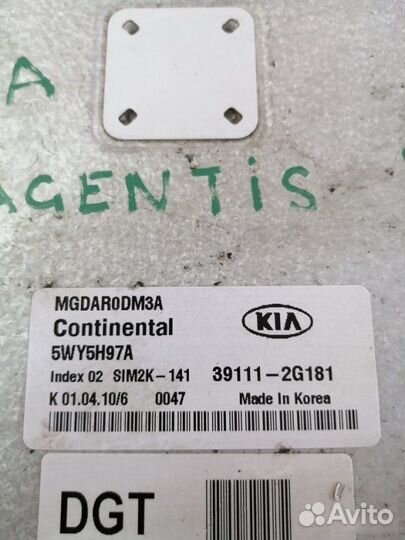 A
AGENTiS
MGDAR0DM3A
Continental
KIA
5WY5H97A
Index 02 SIM2K-141 39111-2G181
K 01.04.10/6 0047 Made In Korea
DGT
Avito